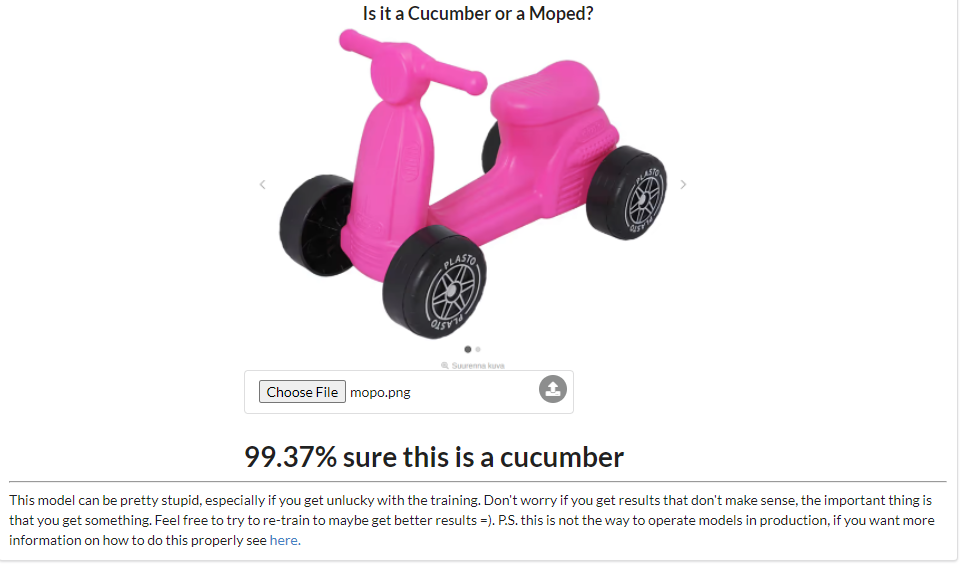 Is it a Cucumber or a Moped?
PLASTO
PLASTO
PLASTO
PLASTO
Suurenna kuva
Choose File mopo.png
99.37% sure this is a cucumber
This model can be pretty stupid, especially if you get unlucky with the training. Don't worry if you get results that don't make sense, the important thing is
that you get something. Feel free to try to re-train to maybe get better results =). P.S. this is not the way to operate models in production, if you want more
information on how to do this properly see here.